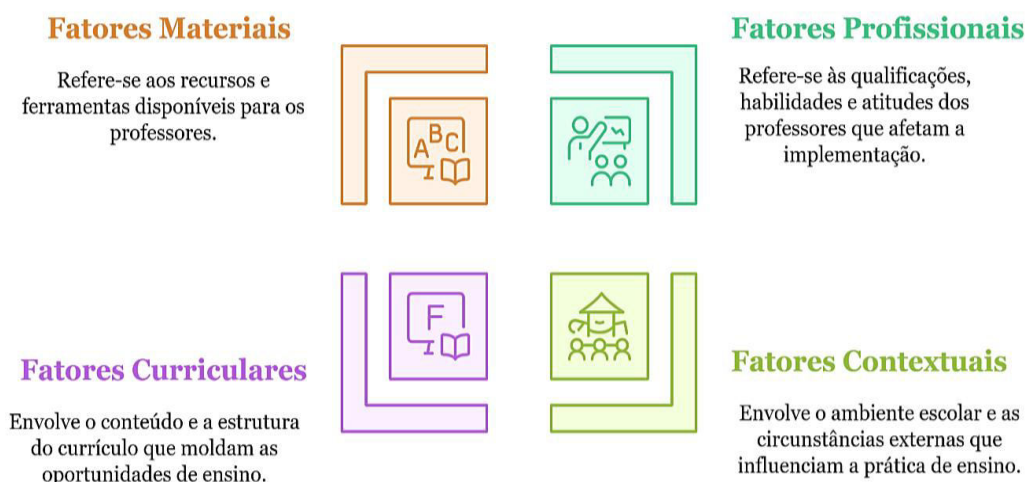 Fatores Materiais
Refere-se aos recursos e
ferramentas disponíveis para os
professores.
A B C
Fatores Profissionais
Refere-se às qualificações,
habilidades e atitudes dos
professores que afetam a
implementação.
Fatores Curriculares
Envolve o conteúdo e a estrutura
do currículo que moldam as
oportunidades de ensino.
F
Fatores Contextuais
Envolve o ambiente escolar e as
circunstâncias externas que
influenciam a prática de ensino.